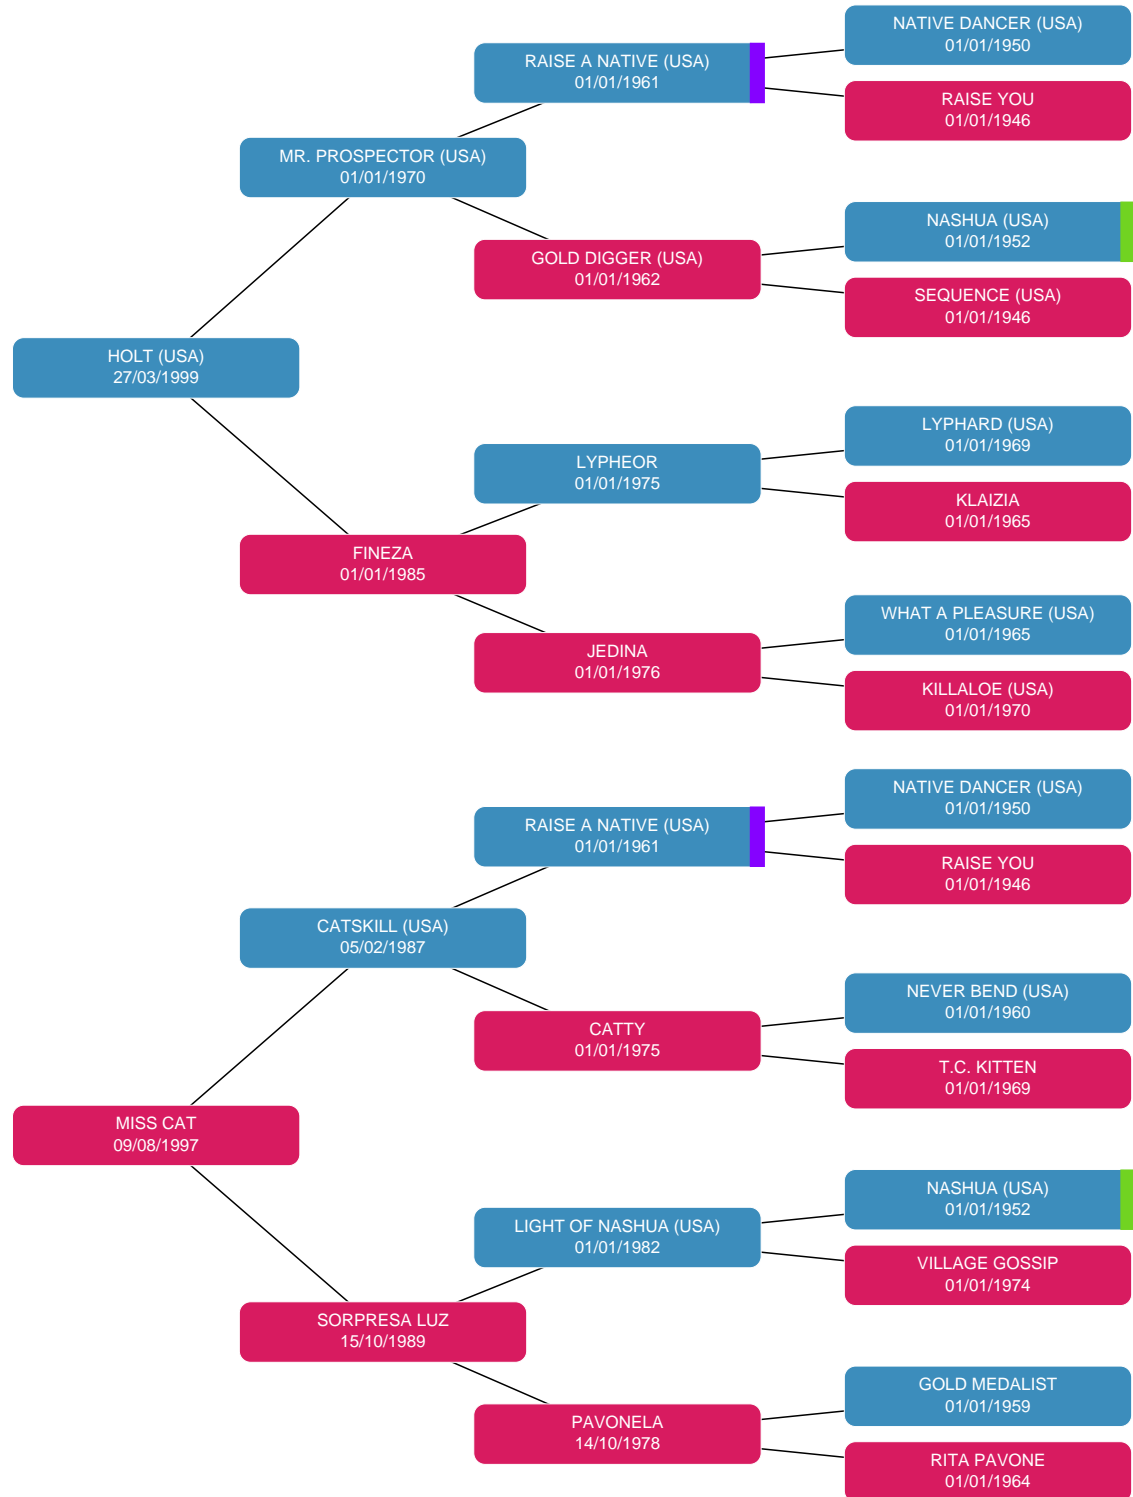 NATIVE DANCER (USA)
01/01/1950
RAISE A NATIVE (USA)
01/01/1961
RAISE YOU
01/01/1946
MR. PROSPECTOR (USA)
01/01/1970
NASHUA (USA)
01/01/1952
GOLD DIGGER (USA)
01/01/1962
SEQUENCE (USA)
01/01/1946
HOLT (USA)
27/03/1999
LYPHARD (USA)
01/01/1969
LYPHEOR
01/01/1975
KLAIZIA
01/01/1965
FINEZA
01/01/1985
WHAT A PLEASURE (USA)
01/01/1965
JEDINA
01/01/1976
KILLALOE (USA)
01/01/1970
NATIVE DANCER (USA)
01/01/1950
RAISE A NATIVE (USA)
01/01/1961
RAISE YOU
01/01/1946
CATSKILL (USA)
05/02/1987
NEVER BEND (USA)
01/01/1960
CATTY
01/01/1975
T.C. KITTEN
01/01/1969
MISS CAT
09/08/1997
NASHUA (USA)
01/01/1952
LIGHT OF NASHUA (USA)
01/01/1982
VILLAGE GOSSIP
01/01/1974
SORPRESA LUZ
15/10/1989
GOLD MEDALIST
01/01/1959
PAVONELA
14/10/1978
RITA PAVONE
01/01/1964